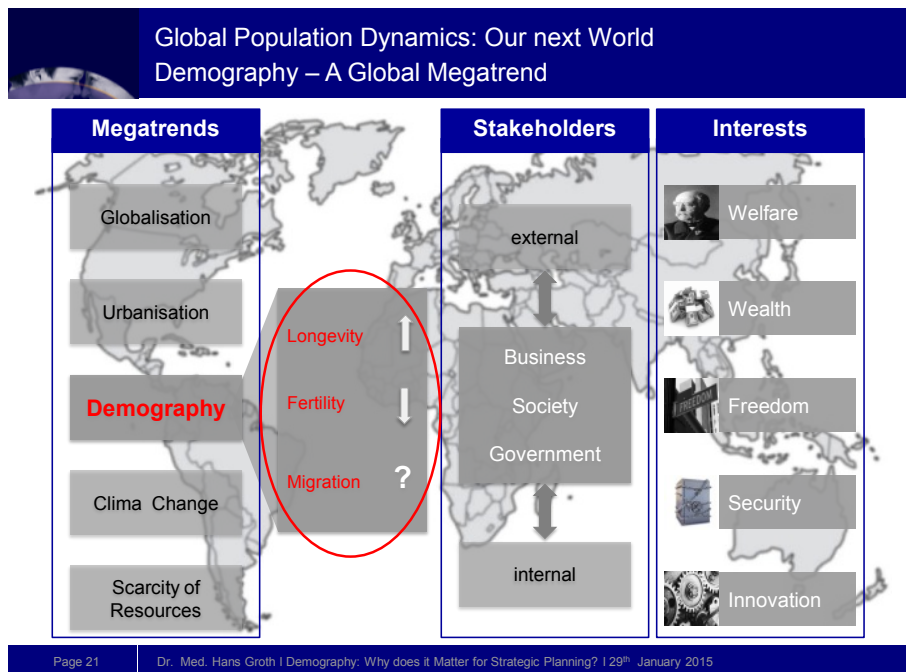 Global Population Dynamics: Our next World
Demography – A Global Megatrend
Megatrends
Globalisation
Urbanisation
Demography
Clima Change
Scarcity of
Resources
Longevity
Fertility
Migration ?
Stakeholders
external
Business
Society
Government
internal
Interests
Welfare
Wealth
FREEDOM
Freedom
Security
Innovation
Page 21
Dr. Med. Hans Groth I Demography: Why does it Matter for Strategic Planning? I 29th January 2015